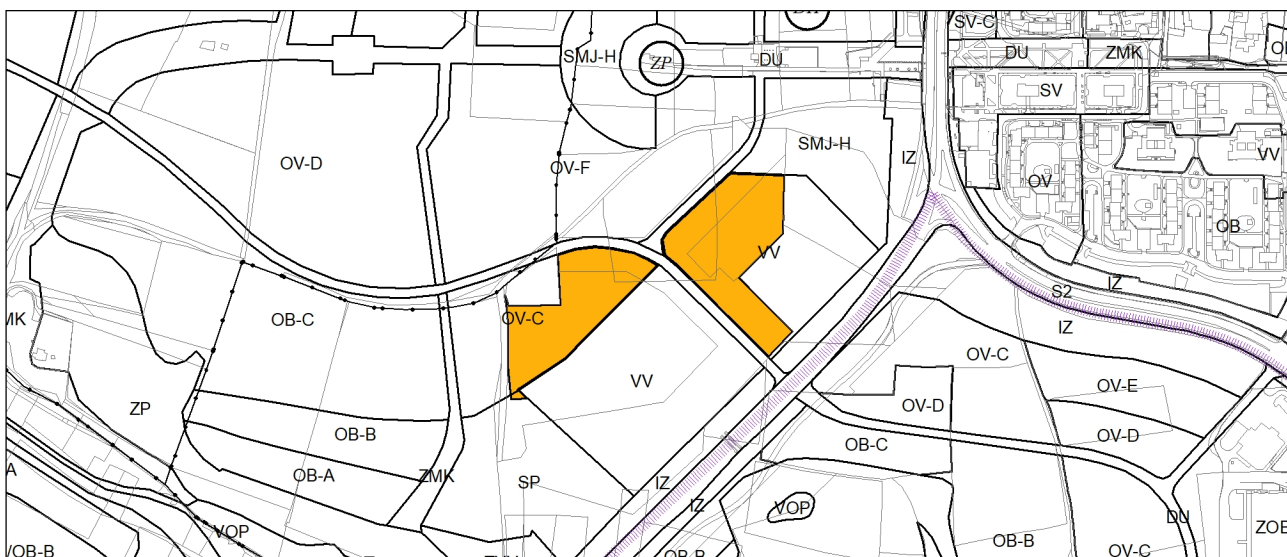 SV-C
SMJ-H
ZP
DU
DU
ZMK
SV
OV-D
OV-F
SMJ-H
IZ
VV
OV
OB
VV
IZ
S2
OB-C
OV-C
IZ
OV-C
VV
OV-E
ZP
OV-D
OB-B
OB-C
OV-D
OB-A
ZMK
SP
IZ
IZ
VOP
VOP
DU
OB-B
OV-C